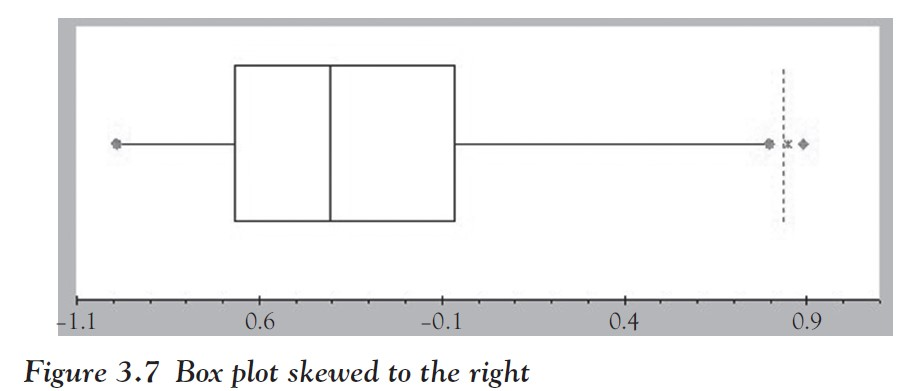 -1.1 0.6 -0.1 0.4 0.9
Figure 3.7 Box plot skewed to the right